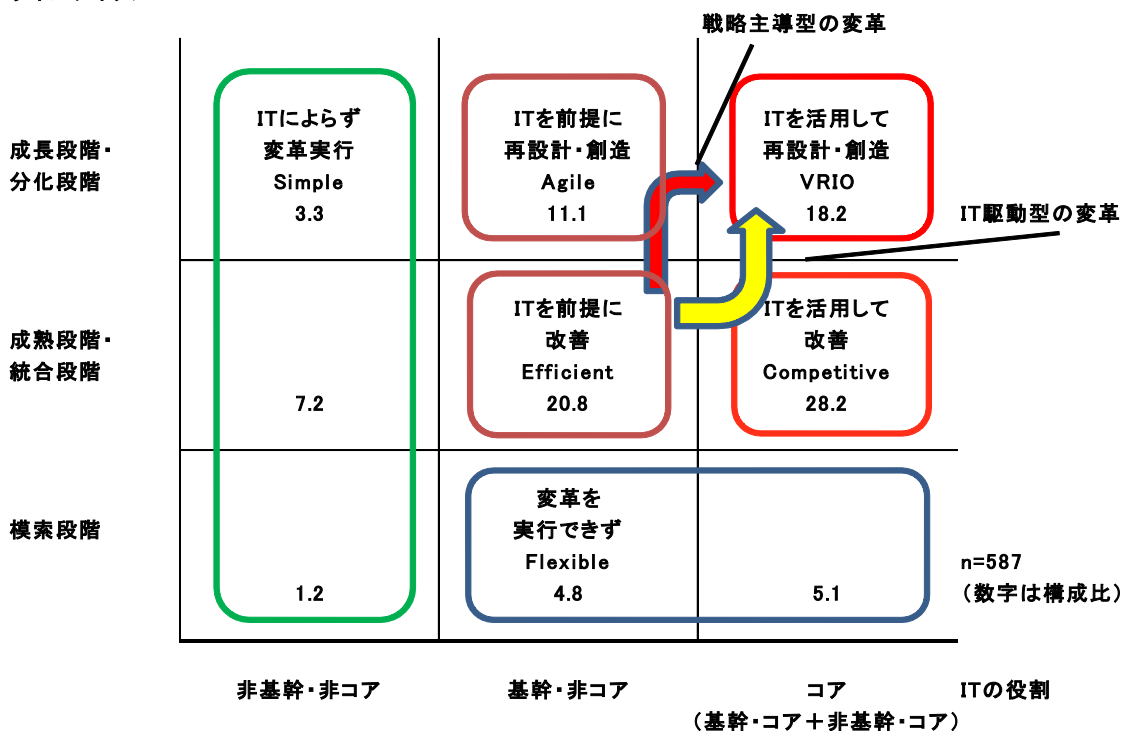 戦略主導型の変革
成長段階・
分化段階
ITによらず
変革実行
Simple
3.3
ITを前提に
再設計・創造
Agile
11.1
ITを活用して
再設計・創造
VRIO
18.2
IT駆動型の変革
成熟段階・
統合段階
7.2
ITを前提に
改善
Efficient
20.8
ITを活用して
改善
Competitive
28.2
模索段階
1.2
変革を
実行できず
Flexible
4.8
5.1
n=587
（数字は構成比）
非基幹・非コア
基幹・非コア
コア
（基幹・コア＋非基幹・コア）
ITの役割